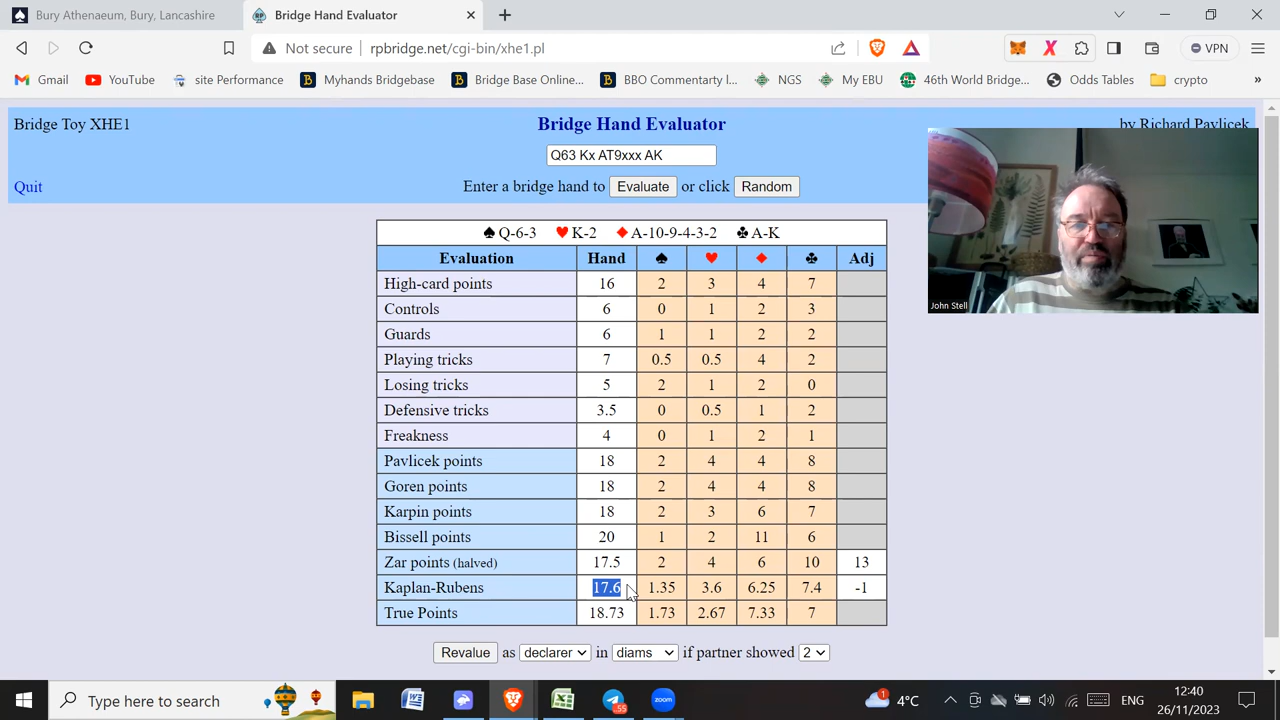 Bury Athenaeum, Bury, Lancashire
Bridge Hand Evaluator
Not secure rpbridge.net/cgi-bin/xhe1.pl
VPN
Gmail YouTube site Performance Myhands Bridgebase Bridge Base Online... BBO Commentary I... NGS My EBU 46th World Bridge... Odds Tables crypto »
Bridge Toy XHE1 Bridge Hand Evaluator by Richard Pavlicek
Q63 Kx AT9xxx AK
Quit Enter a bridge hand to Evaluate or click Random
♠ Q-6-3 ♥ K-2 ♦ A-10-9-4-3-2 ♣ A-K
Evaluation Hand ♠ ♥ ♦ ♣ Adj
High-card points 16 2 3 4 7
Controls 6 0 1 2 3
Guards 6 1 1 2 2
Playing tricks 7 0.5 0.5 4 2
Losing tricks 5 2 1 2 0
Defensive tricks 3.5 0 0.5 1 2
Freakness 4 0 1 2 1
Pavlicek points 18 2 4 4 8
Goren points 18 2 4 4 8
Karpin points 18 2 3 6 7
Bissell points 20 1 2 11 6
Zar points (halved) 17.5 2 4 6 10 13
Kaplan-Rubens 17.6 1.35 3.6 6.25 7.4 -1
True Points 18.73 1.73 2.67 7.33 7
Revalue as declarer in diams if partner showed 2
John Stell
Type here to search
55
zoom
1
4°C
ENG
12:40
26/11/2023